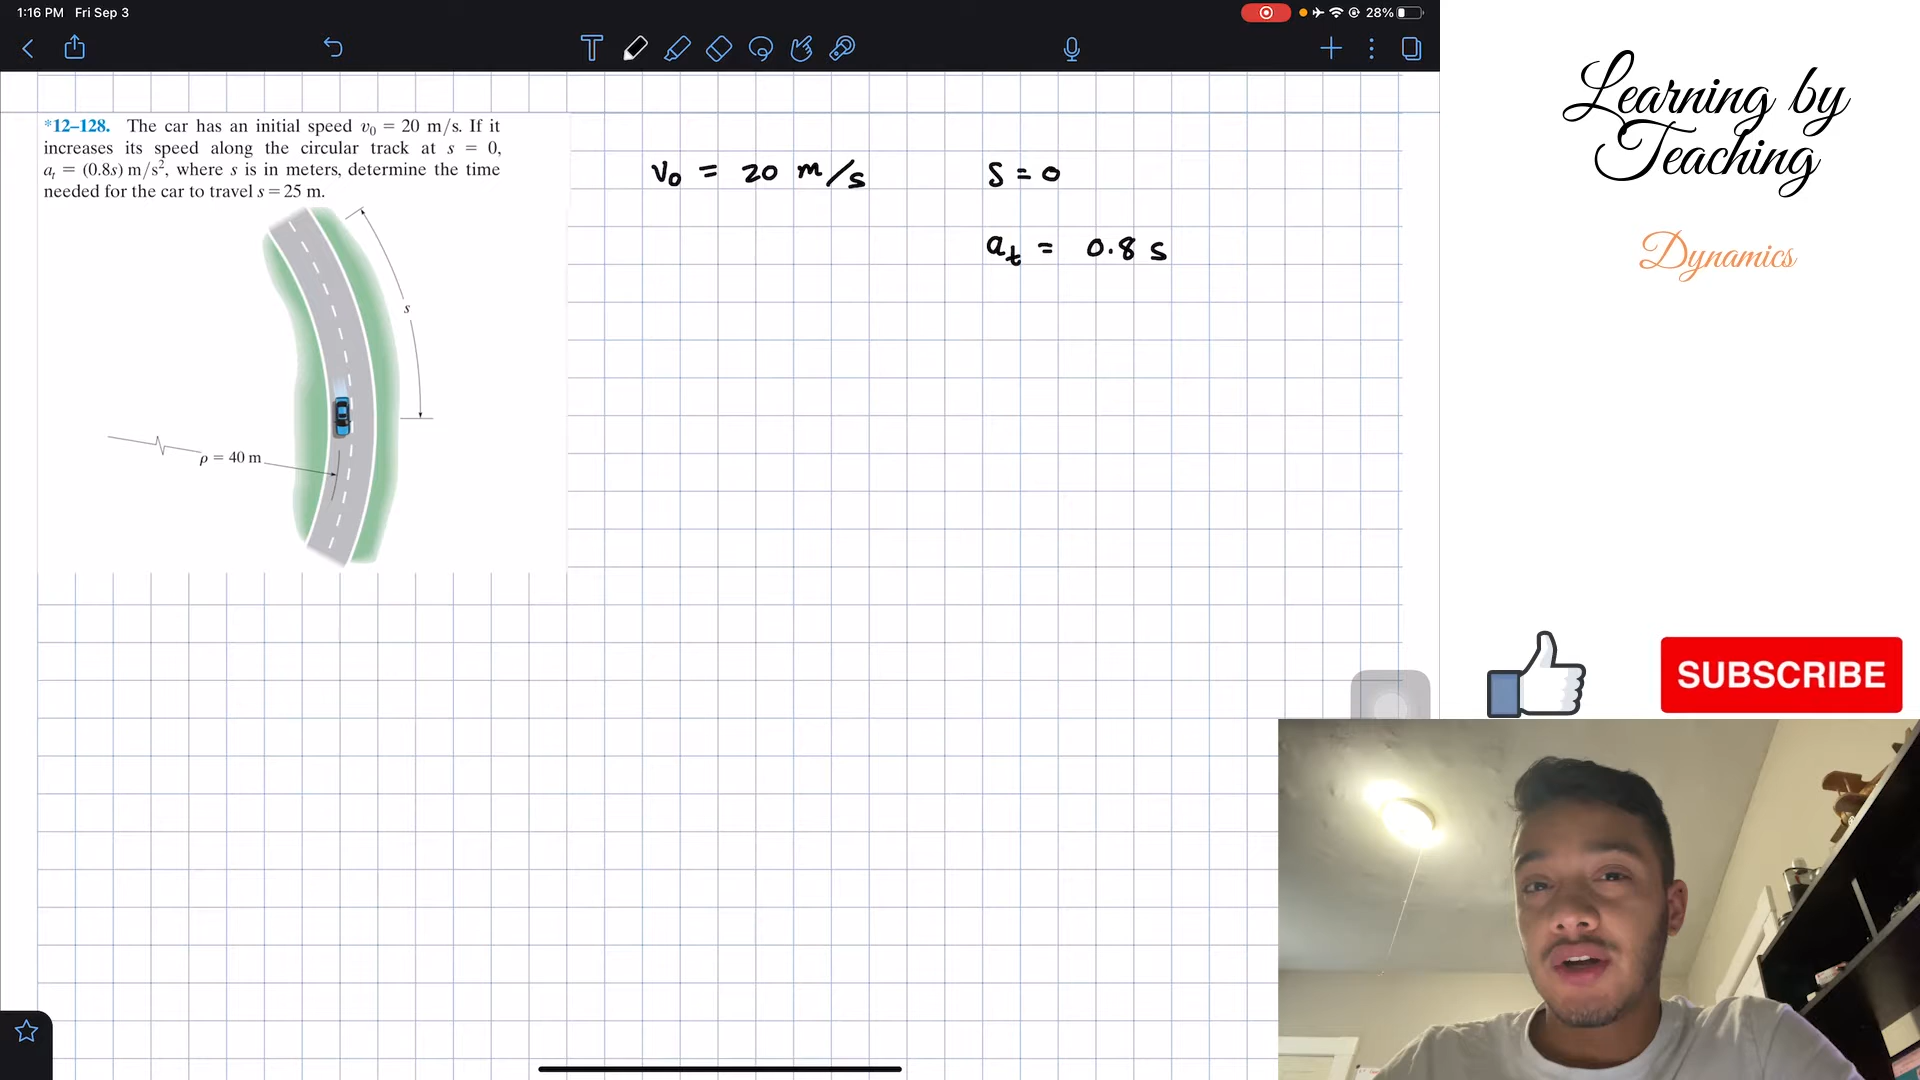 1:16 PM Fri Sep 3
28%
*12–128. The car has an initial speed v₀ = 20 m/s. If it
increases its speed along the circular track at s = 0,
aₜ = (0.8s) m/s², where s is in meters, determine the time
needed for the car to travel s = 25 m.
s
ρ = 40 m
v₀ = 20 m/s
s = 0
aₜ = 0.8 s
Learning by
Teaching
Dynamics
SUBSCRIBE